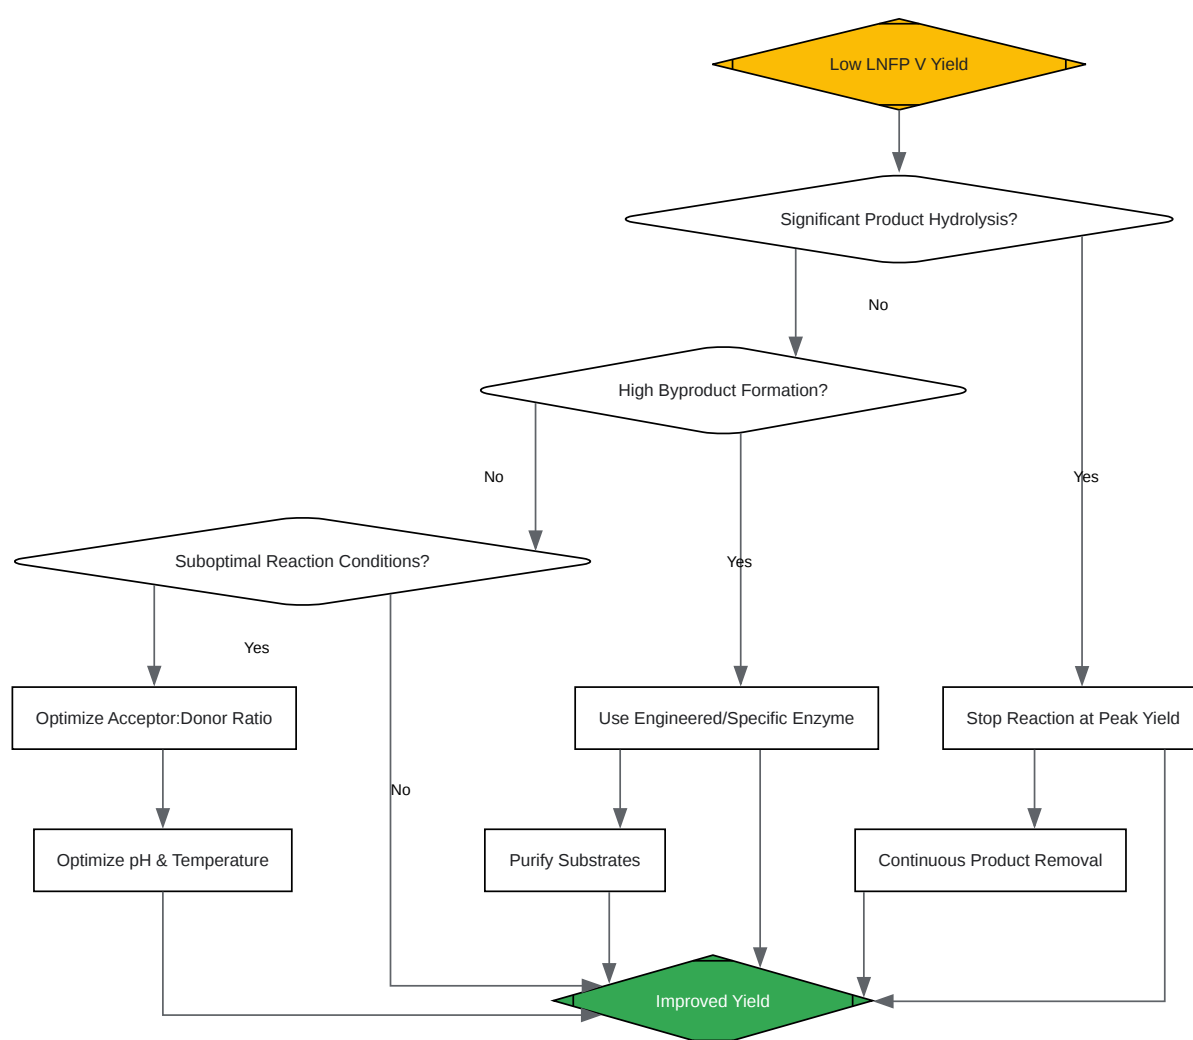 Low LNFP V Yield
Significant Product Hydrolysis?
No
High Byproduct Formation?
No
Yes
Suboptimal Reaction Conditions?
Yes
Yes
Optimize Acceptor:Donor Ratio
Use Engineered/Specific Enzyme
Stop Reaction at Peak Yield
No
Optimize pH & Temperature
Purify Substrates
Continuous Product Removal
Improved Yield